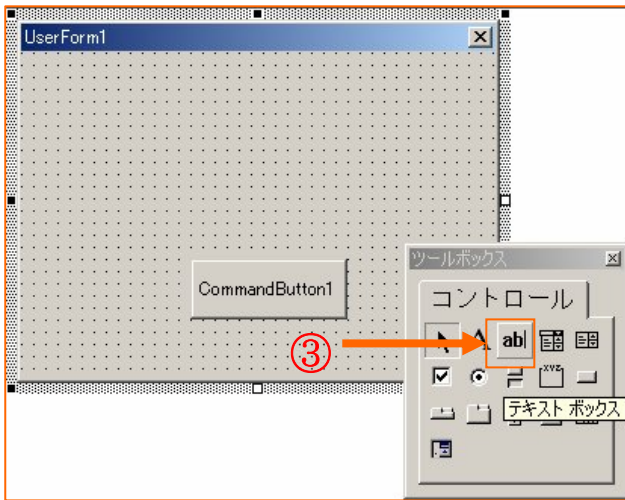 UserForm1
CommandButton1
③
ツールボックス
コントロール
A
ab
XYZ
テキスト ボックス